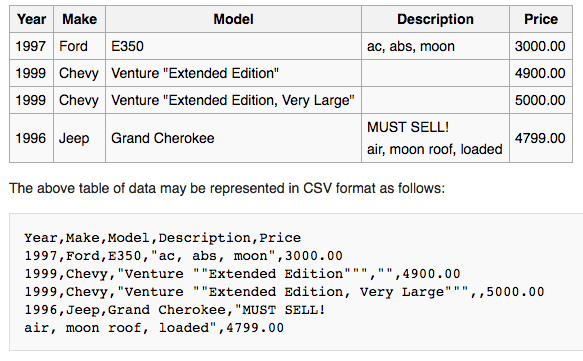 Year Make Model Description Price
1997 Ford E350 ac, abs, moon 3000.00
1999 Chevy Venture "Extended Edition" 4900.00
1999 Chevy Venture "Extended Edition, Very Large" 5000.00
1996 Jeep Grand Cherokee MUST SELL!
air, moon roof, loaded 4799.00
The above table of data may be represented in CSV format as follows:
Year,Make,Model,Description,Price
1997,Ford,E350,"ac, abs, moon",3000.00
1999,Chevy,"Venture ""Extended Edition""","",4900.00
1999,Chevy,"Venture ""Extended Edition, Very Large""",,5000.00
1996,Jeep,Grand Cherokee,"MUST SELL!
air, moon roof, loaded",4799.00